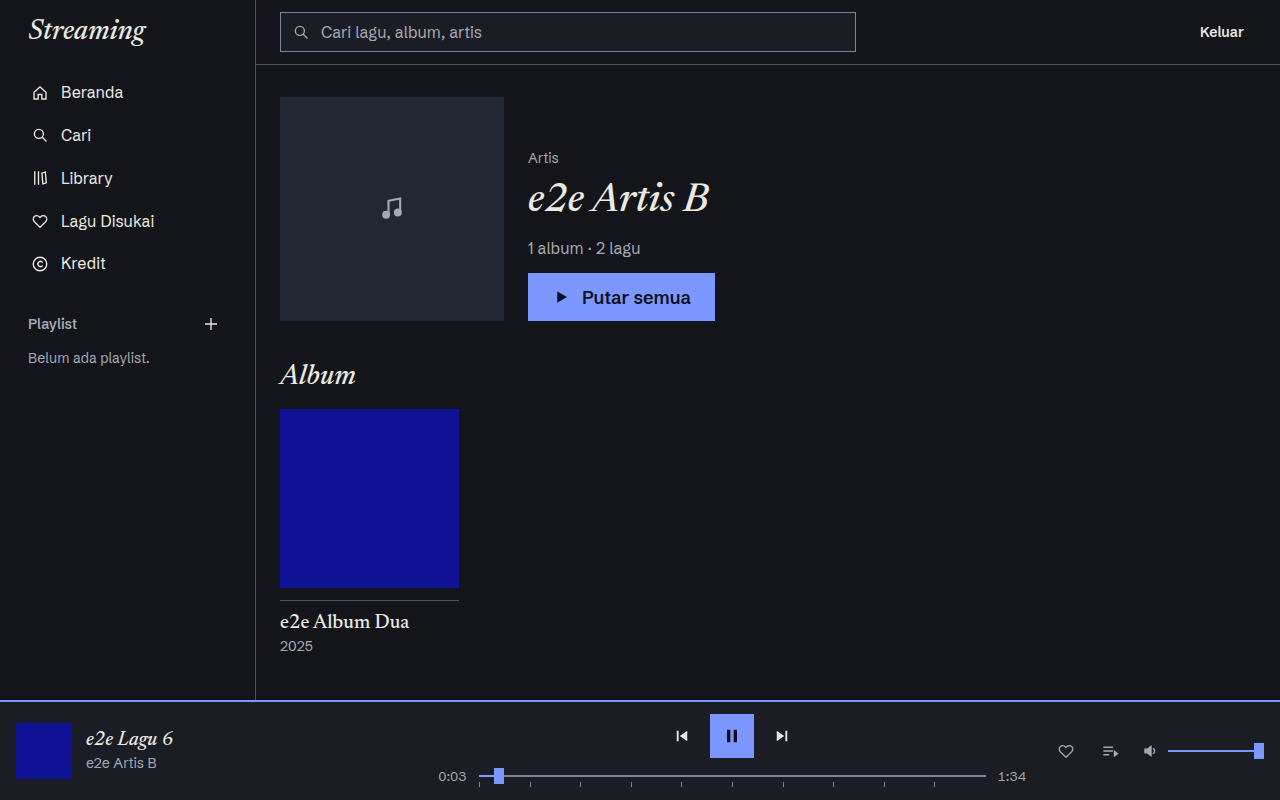 Streaming
Cari lagu, album, artis
Keluar
Beranda
Cari
Library
Lagu Disukai
Kredit
Playlist
Belum ada playlist.
Artis
e2e Artis B
1 album · 2 lagu
Putar semua
Album
e2e Album Dua
2025
e2e Lagu 6
e2e Artis B
0:03
1:34